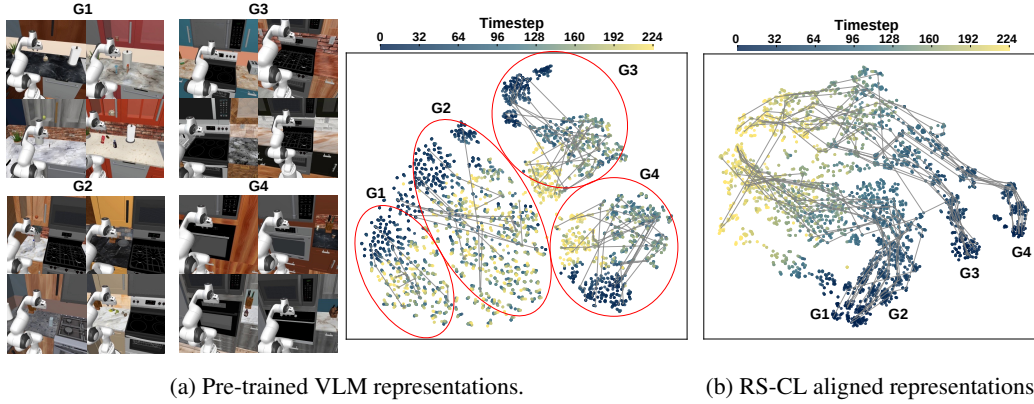 G1
G3
G2
G4
Timestep
0 32 64 96 128 160 192 224
G3
G2
G4
G1
Timestep
0 32 64 96 128 160 192 224
G4
G3
G1
G2
(a) Pre-trained VLM representations.
(b) RS-CL aligned representations